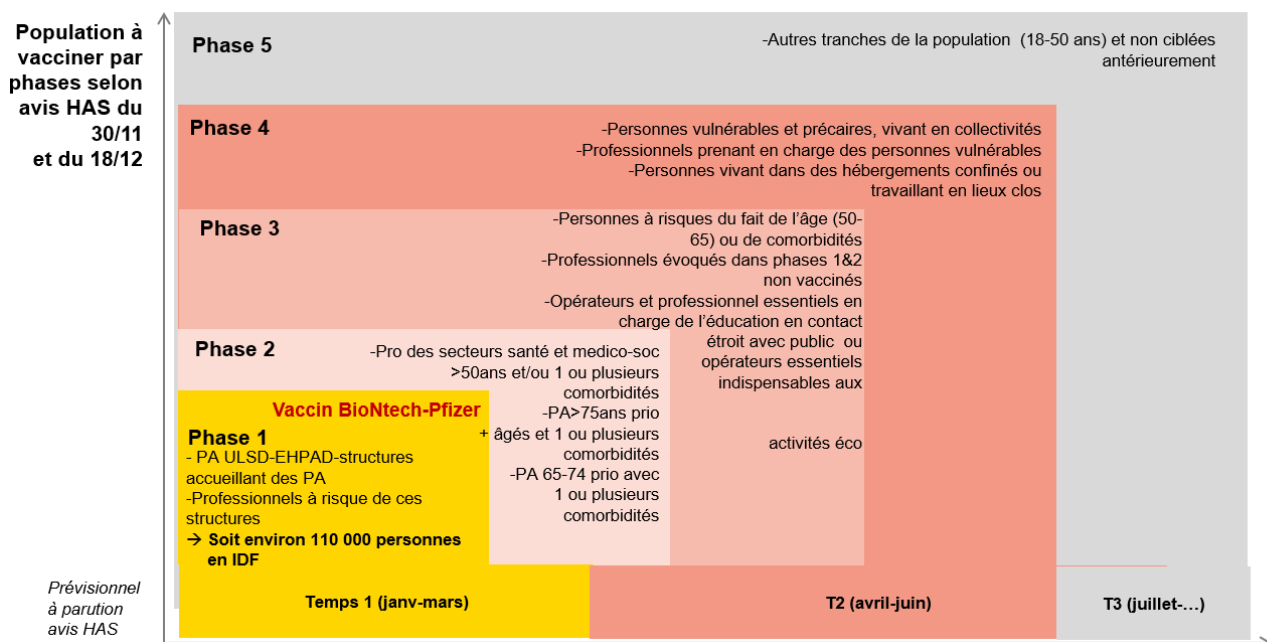 Population à
vacciner par
phases selon
avis HAS du
30/11
et du 18/12
Phase 5
-Autres tranches de la population (18-50 ans) et non ciblées
antérieurement
Phase 4
-Personnes vulnérables et précaires, vivant en collectivités
-Professionnels prenant en charge des personnes vulnérables
-Personnes vivant dans des hébergements confinés ou
travaillant en lieux clos
Phase 3
-Personnes à risques du fait de l’âge (50-
65) ou de comorbidités
-Professionnels évoqués dans phases 1&2
non vaccinés
-Opérateurs et professionnel essentiels en
charge de l’éducation en contact
étroit avec public ou
opérateurs essentiels
indispensables aux
activités éco
Phase 2
-Pro des secteurs santé et medico-soc
>50ans et/ou 1 ou plusieurs
comorbidités
-PA>75ans prio
+ âgés et 1 ou plusieurs
comorbidités
-PA 65-74 prio avec
1 ou plusieurs
comorbidités
Vaccin BioNtech-Pfizer
Phase 1
- PA ULSD-EHPAD-structures
accueillant des PA
-Professionnels à risque de ces
structures
→ Soit environ 110 000 personnes
en IDF
Prévisionnel
à parution
avis HAS
Temps 1 (janv-mars)
T2 (avril-juin)
T3 (juillet-…)